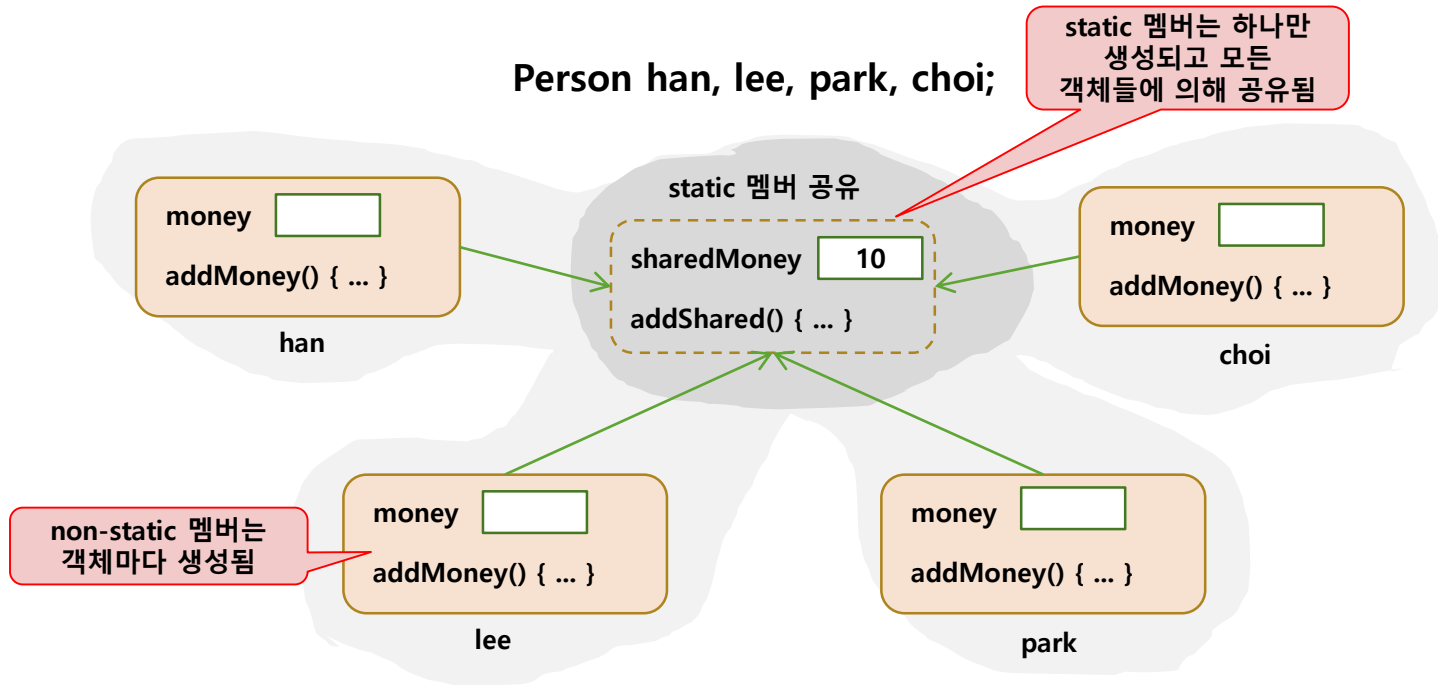 static 멤버는 하나만
생성되고 모든
객체들에 의해 공유됨
Person han, lee, park, choi;
static 멤버 공유
money
addMoney() { ... }
han
sharedMoney 10
addShared() { ... }
money
addMoney() { ... }
choi
non-static 멤버는
객체마다 생성됨
money
addMoney() { ... }
lee
money
addMoney() { ... }
park